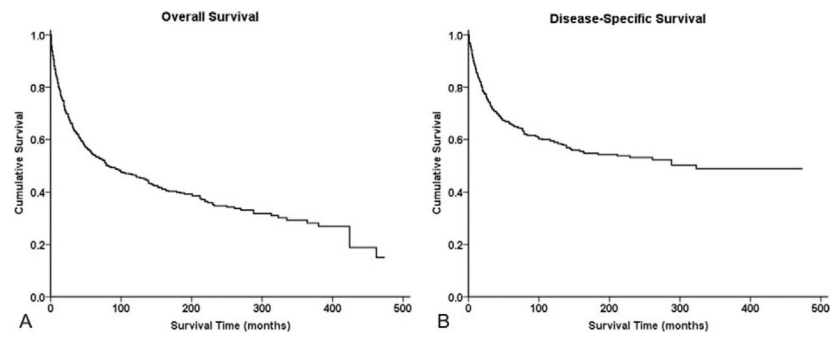 Overall Survival
1.0
0.8
0.6
0.4
0.2
0.0
Cumulative Survival
0 100 200 300 400 500
Survival Time (months)
A
Disease-Specific Survival
1.0
0.8
0.6
0.4
0.2
0.0
Cumulative Survival
0 100 200 300 400 500
Survival Time (months)
B